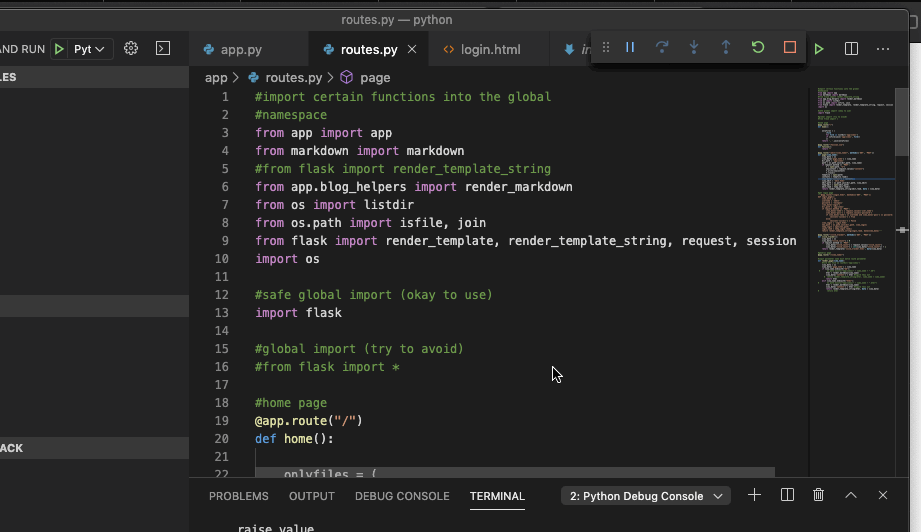 routes.py — python
AND RUN Pyt
app.py routes.py login.html in
LES
app > routes.py > page
1 #import certain functions into the global
2 #namespace
3 from app import app
4 from markdown import markdown
5 #from flask import render_template_string
6 from app.blog_helpers import render_markdown
7 from os import listdir
8 from os.path import isfile, join
9 from flask import render_template, render_template_string, request, session
10 import os
11
12 #safe global import (okay to use)
13 import flask
14
15 #global import (try to avoid)
16 #from flask import *
17
18 #home page
19 @app.route("/")
20 def home():
21
ACK
22 onlyfiles = [
PROBLEMS OUTPUT DEBUG CONSOLE TERMINAL 2: Python Debug Console
raise value